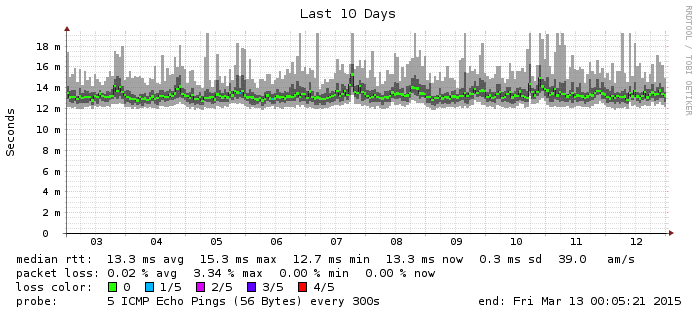 Last 10 Days
RRDTOOL / TOBI OETIKER
Seconds
18 m
16 m
14 m
12 m
10 m
8 m
6 m
4 m
2 m
0
03 04 05 06 07 08 09 10 11 12
median rtt: 13.3 ms avg 15.3 ms max 12.7 ms min 13.3 ms now 0.3 ms sd 39.0 am/s
packet loss: 0.02 % avg 3.34 % max 0.00 % min 0.00 % now
loss color: 0 1/5 2/5 3/5 4/5
probe: 5 ICMP Echo Pings (56 Bytes) every 300s end: Fri Mar 13 00:05:21 2015